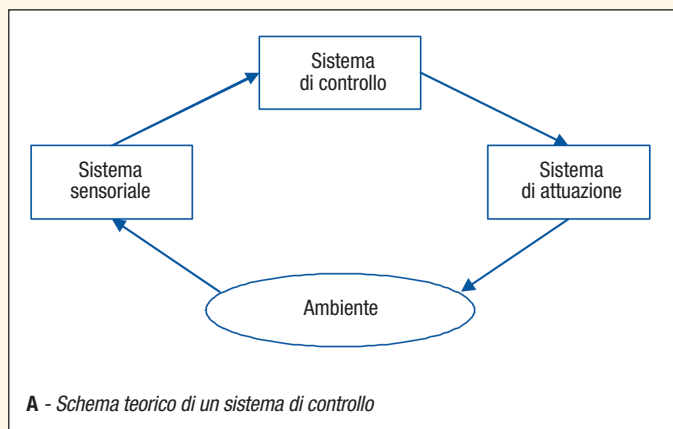 Sistema
di controllo
Sistema
sensoriale
Sistema
di attuazione
Ambiente
A - Schema teorico di un sistema di controllo